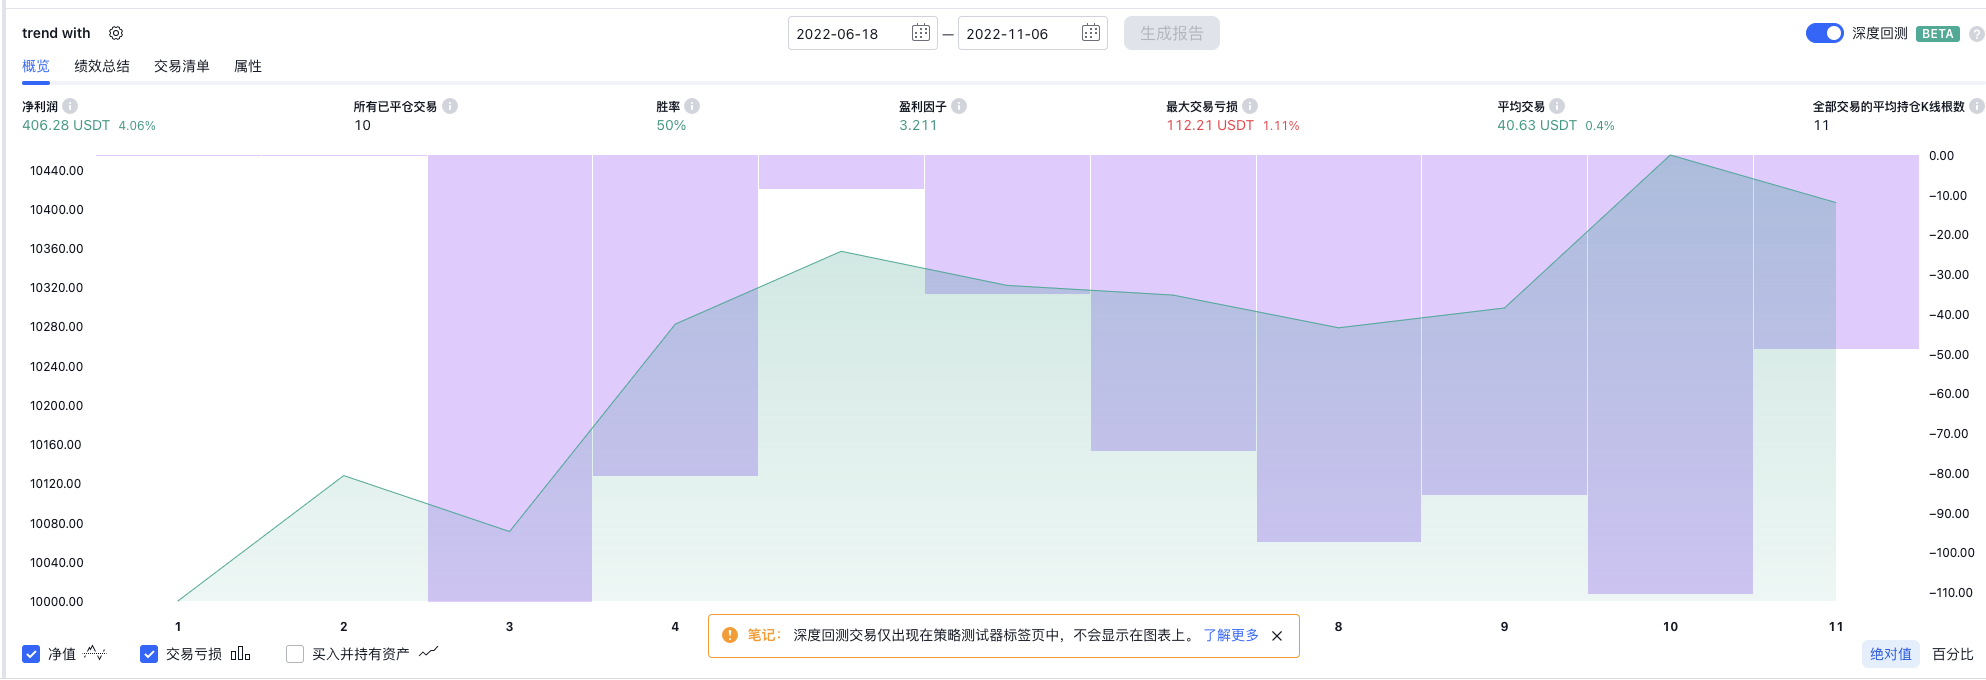 trend with
2022-06-18 — 2022-11-06 生成报告
深度回测 BETA ?
概览 绩效总结 交易清单 属性
净利润 所有已平仓交易 胜率 盈利因子 最大交易亏损 平均交易 全部交易的平均持仓K线根数
406.28 USDT 4.06% 10 50% 3.211 112.21 USDT 1.11% 40.63 USDT 0.4% 11
10440.00
10400.00
10360.00
10320.00
10280.00
10240.00
10200.00
10160.00
10120.00
10080.00
10040.00
10000.00
0.00
−10.00
−20.00
−30.00
−40.00
−50.00
−60.00
−70.00
−80.00
−90.00
−100.00
−110.00
1 2 3 4 8 9 10 11
笔记： 深度回测交易仅出现在策略测试器标签页中，不会显示在图表上。 了解更多
净值 交易亏损 买入并持有资产
绝对值 百分比